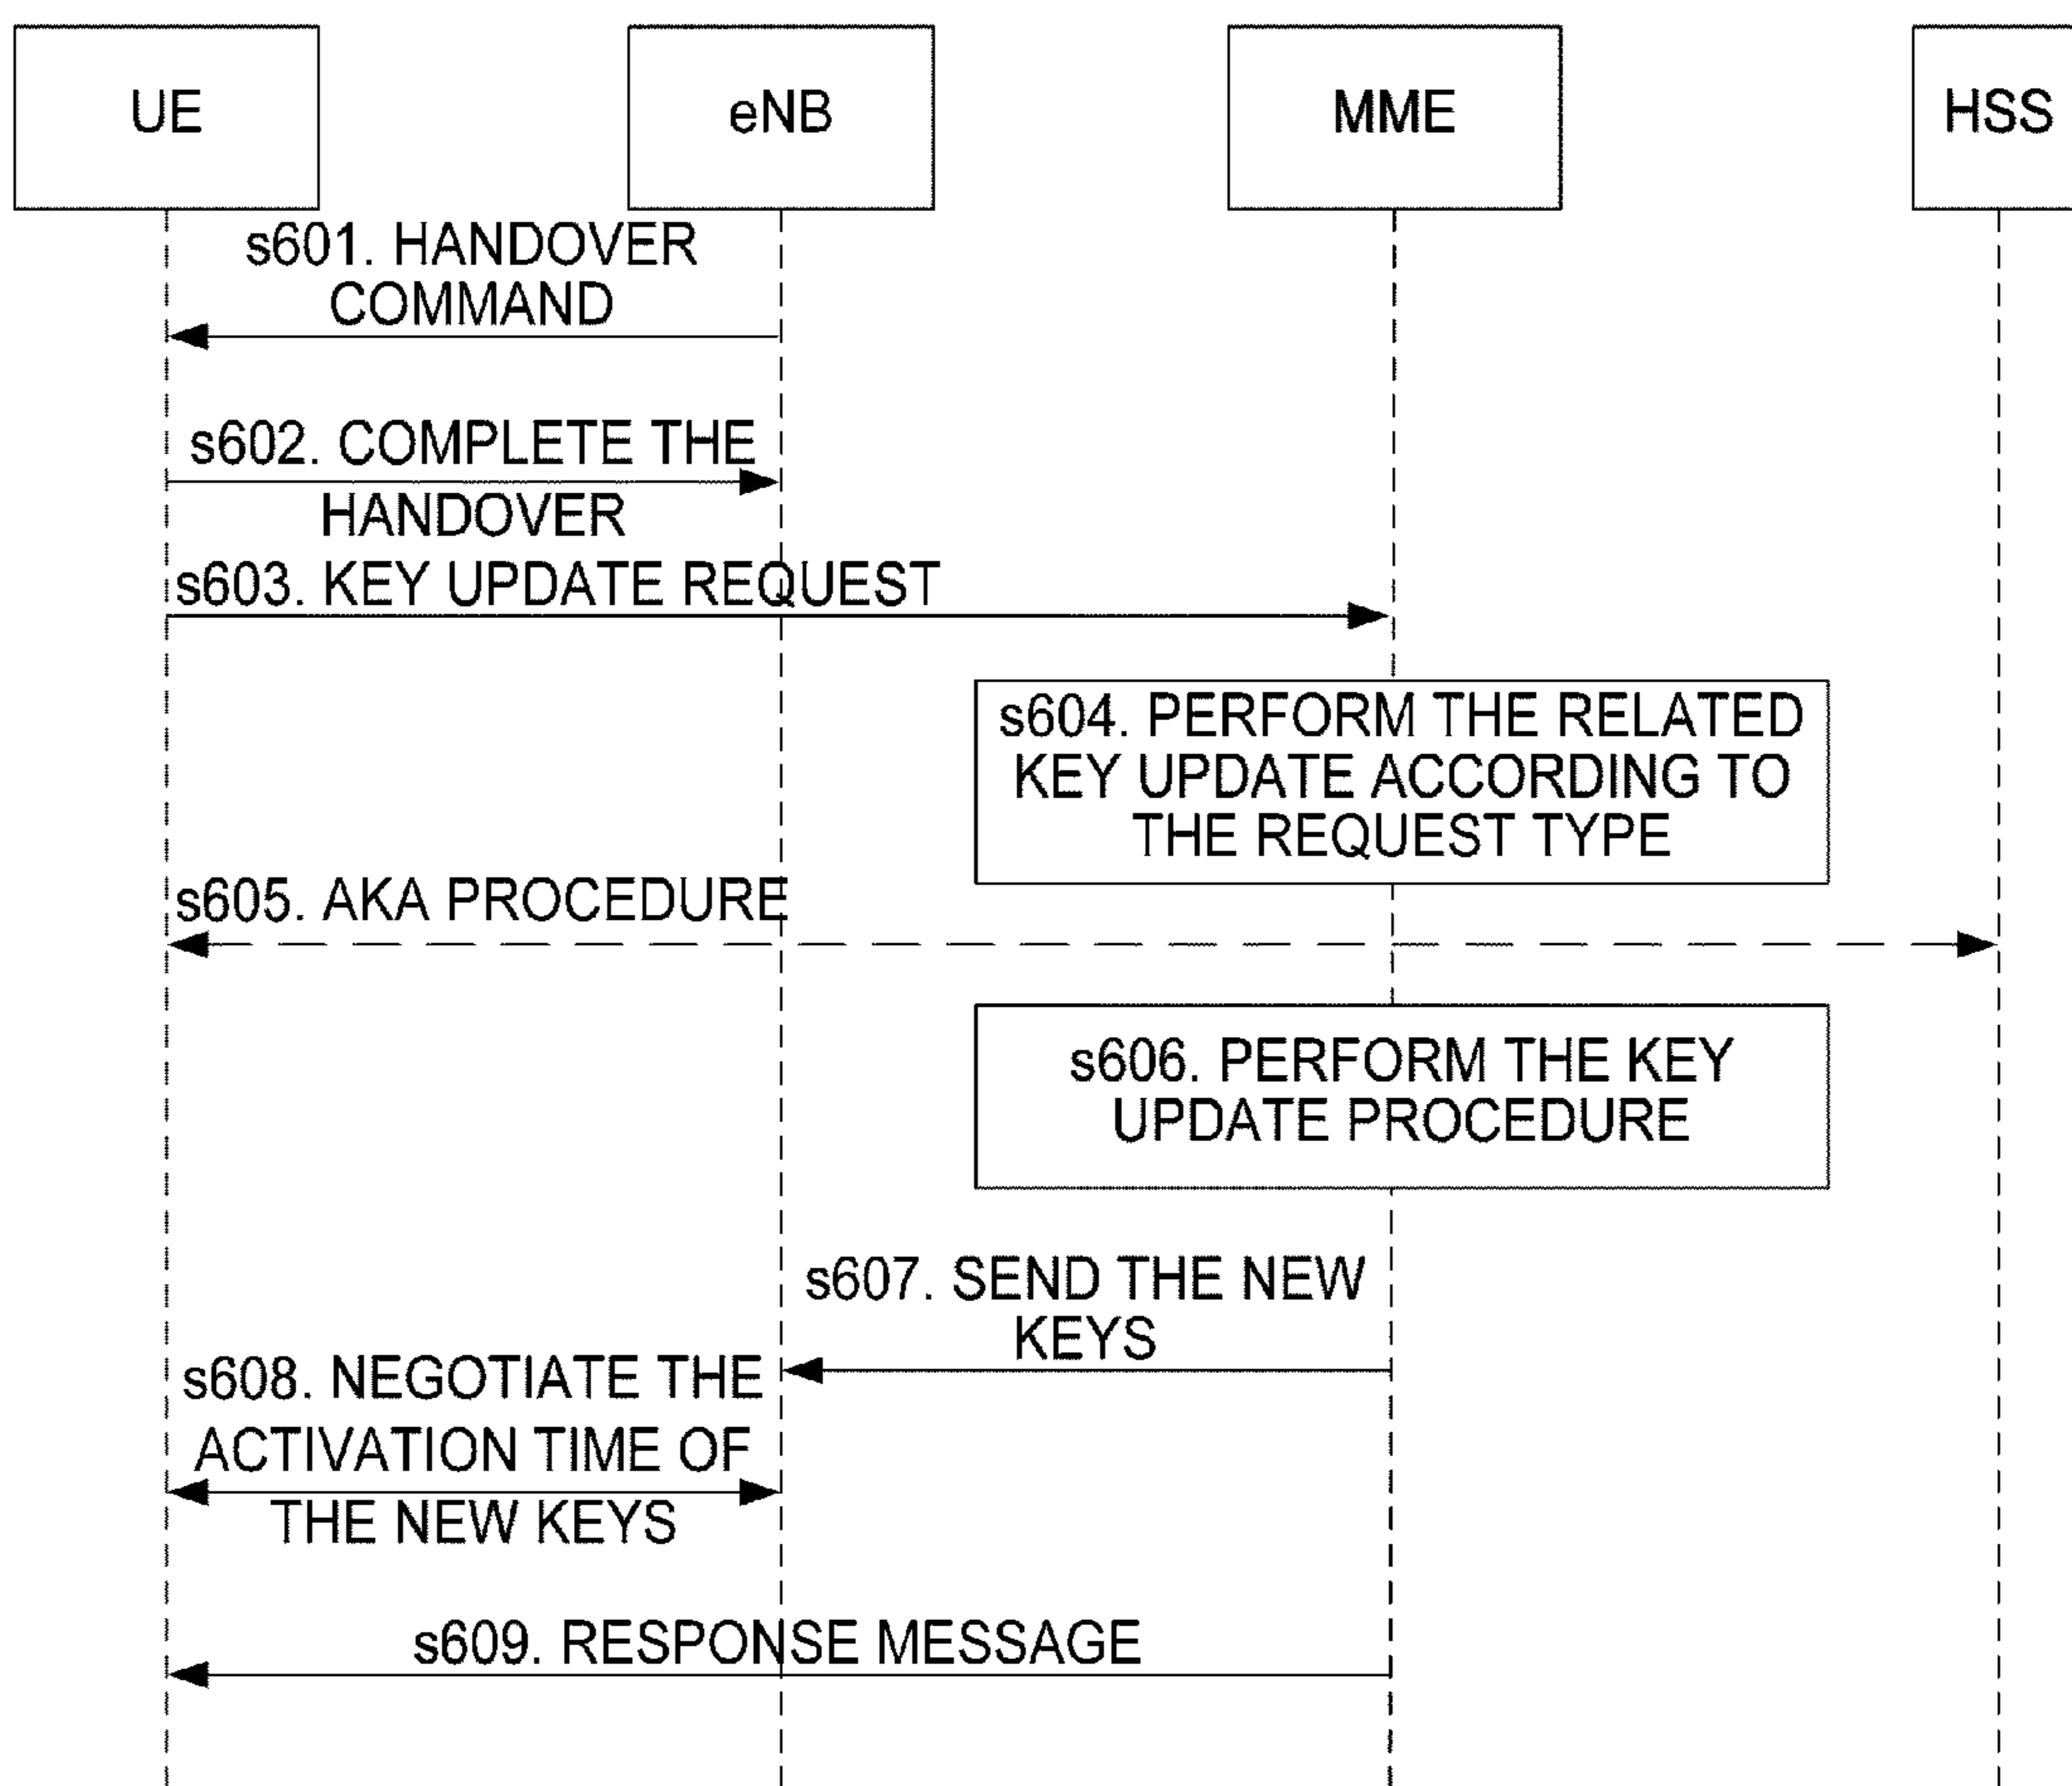 UE
eNB
MME
HSS
s601. HANDOVER
COMMAND
s602. COMPLETE THE
HANDOVER
s603. KEY UPDATE REQUEST
s604. PERFORM THE RELATED
KEY UPDATE ACCORDING TO
THE REQUEST TYPE
s605. AKA PROCEDURE
s606. PERFORM THE KEY
UPDATE PROCEDURE
s607. SEND THE NEW
KEYS
s608. NEGOTIATE THE
ACTIVATION TIME OF
THE NEW KEYS
s609. RESPONSE MESSAGE